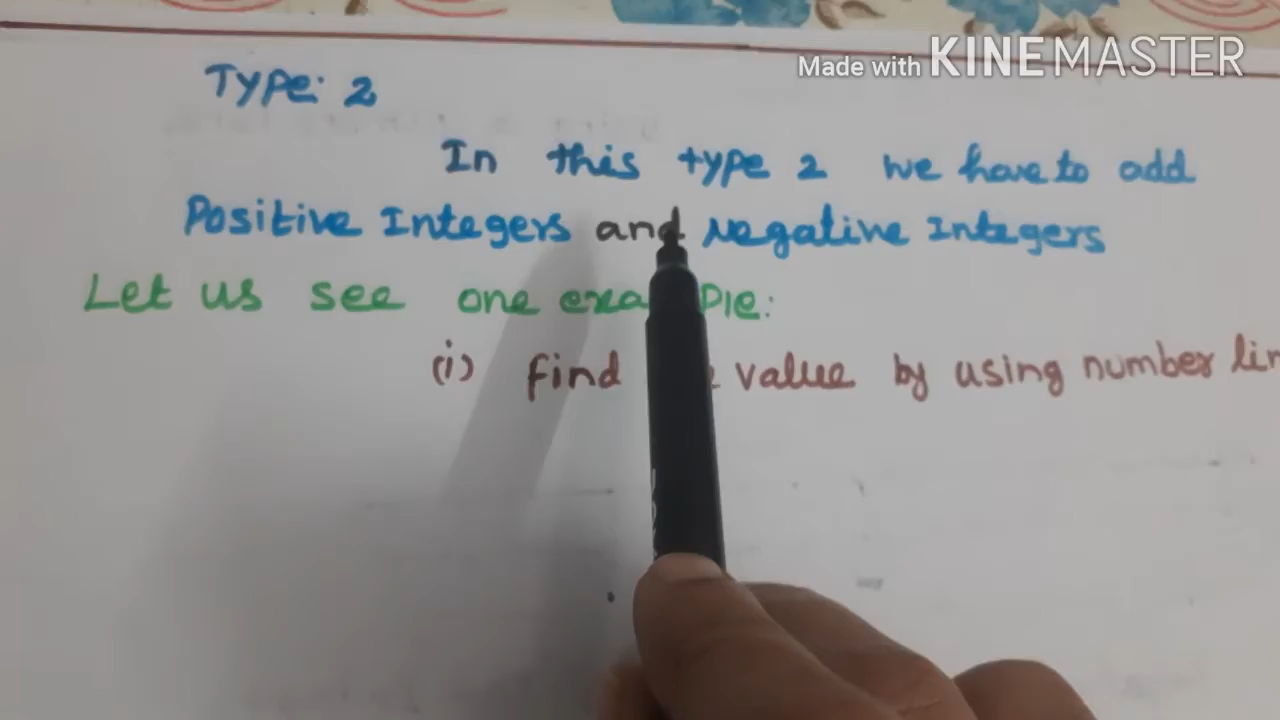 Made with KINEMASTER
Type: 2
In this type 2 we have to add
Positive Integers and Negative Integers
Let us see one
(i) find value by using number